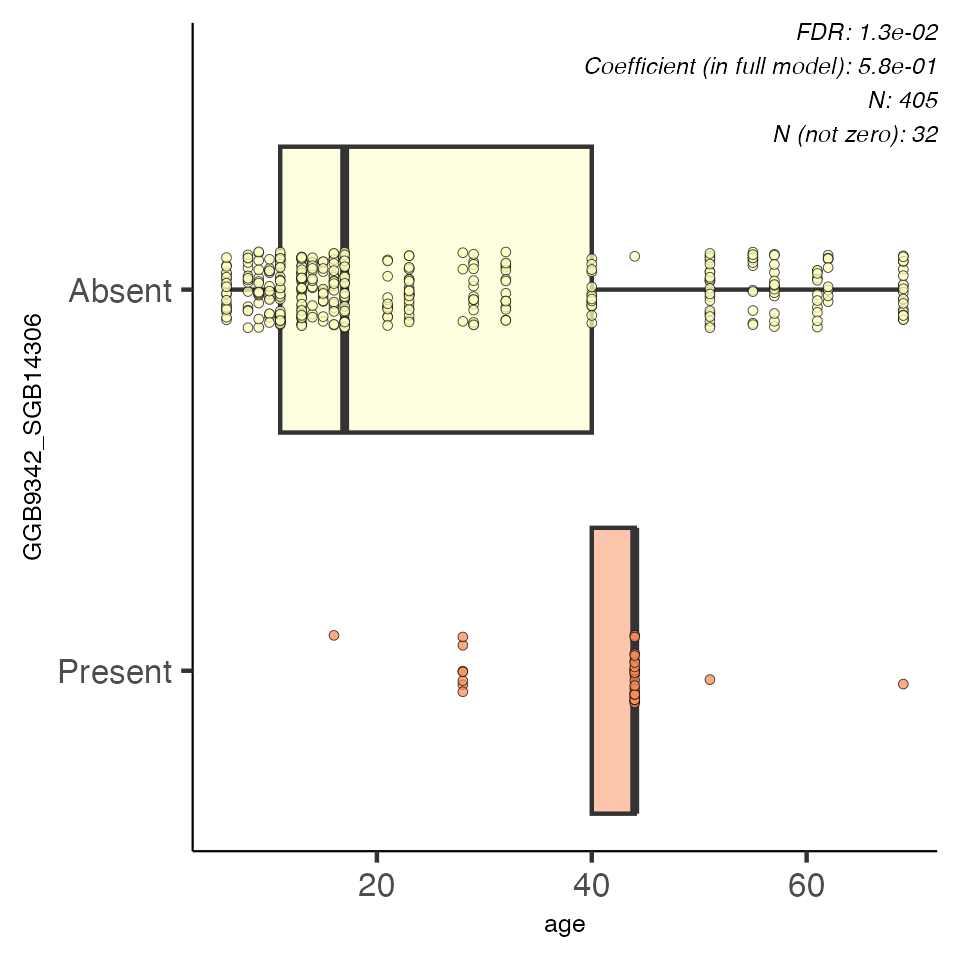 FDR: 1.3e-02
Coefficient (in full model): 5.8e-01
N: 405
N (not zero): 32
GGB9342_SGB14306
Absent
Present
20
40
60
age